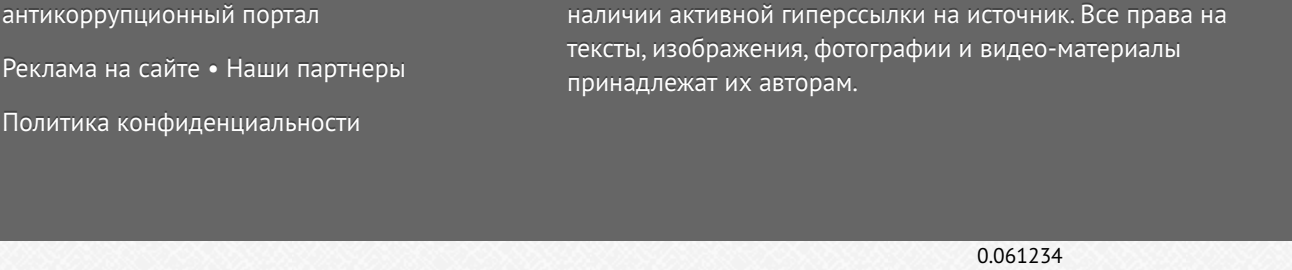 антикоррупционный портал
Реклама на сайте • Наши партнеры
Политика конфиденциальности
наличии активной гиперссылки на источник. Все права на
тексты, изображения, фотографии и видео-материалы
принадлежат их авторам.
0.061234